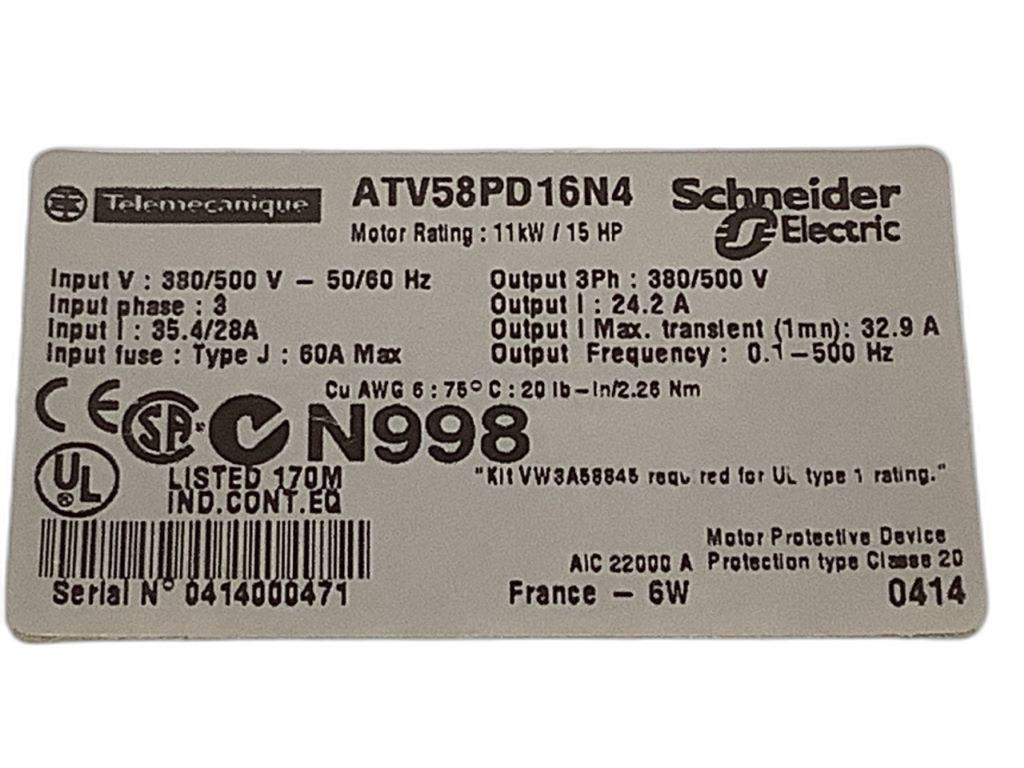 Telemecanique
ATV58PD16N4
Schneider
Electric
Motor Rating : 11kW / 15 HP
Input V : 380/500 V – 50/60 Hz
Input phase : 3
Input I : 35.4/28A
Input fuse : Type J : 60A Max
Output 3Ph : 380/500 V
Output I : 24.2 A
Output I Max. transient (1mn): 32.9 A
Output Frequency : 0.1–500 Hz
Cu AWG 6 : 75° C : 20 lb–in/2.26 Nm
CE SA N998
UL ®
LISTED 170M
IND.CONT.EQ
"Kit VW3A58845 required for UL type 1 rating."
Motor Protective Device
AIC 22000 A Protection type Classe 20
Serial N° 0414000471
France – 6W
0414